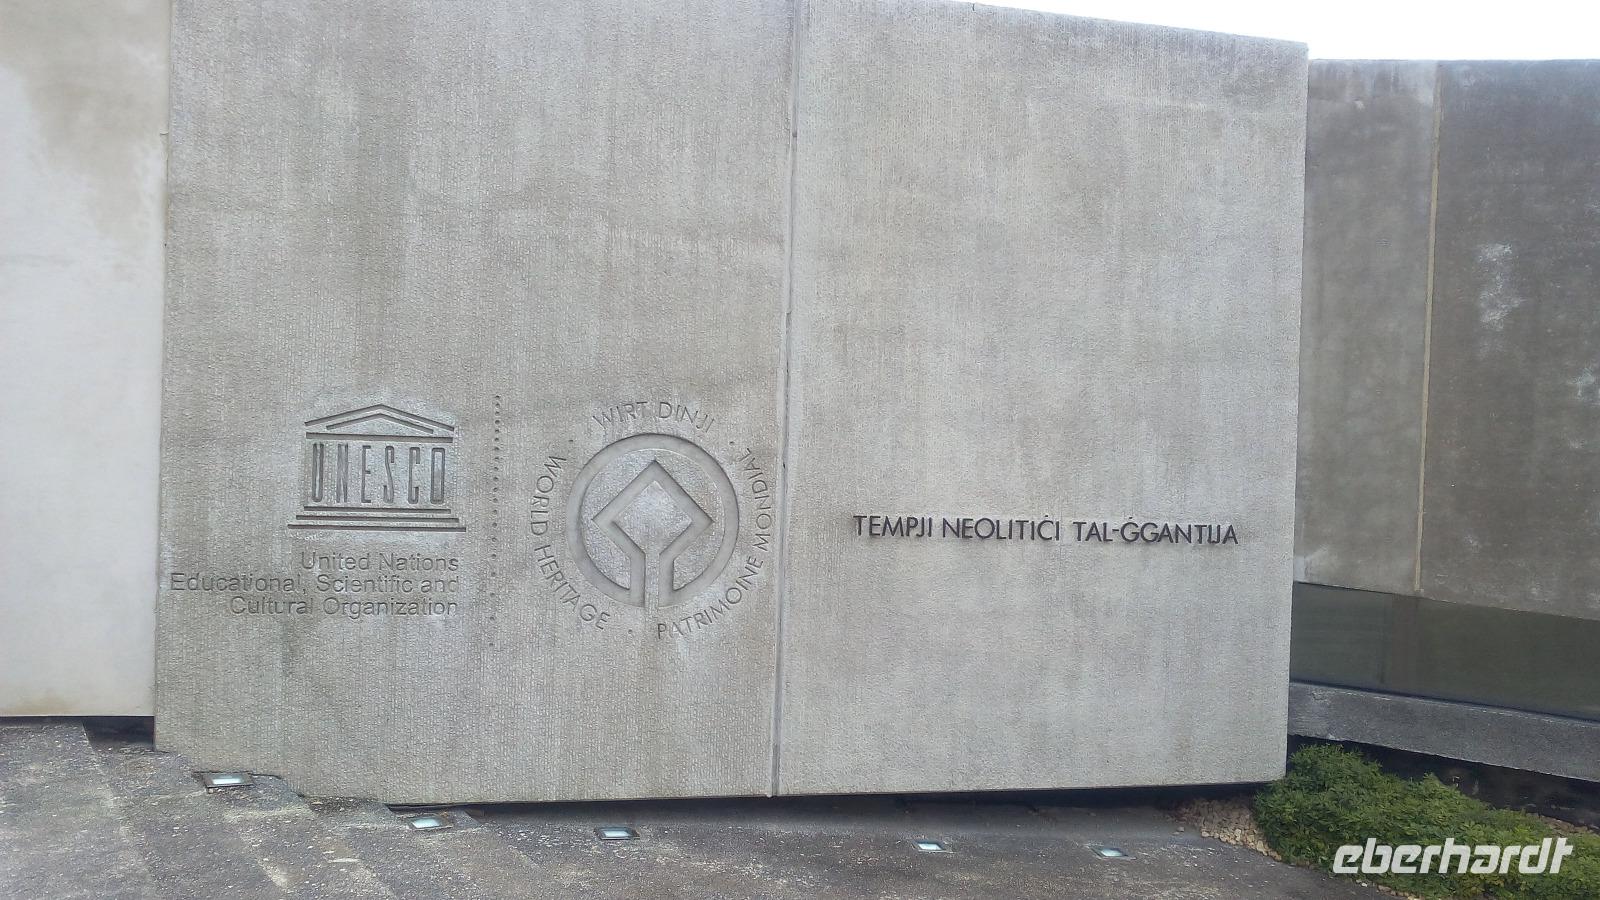 UNESCO
United Nations
Educational, Scientific and
Cultural Organization
WIRT DINJI · PATRIMOINE MONDIAL · WORLD HERITAGE ·
TEMPJI NEOLITIĊI TAL-ĠGANTIJA
eberhardt